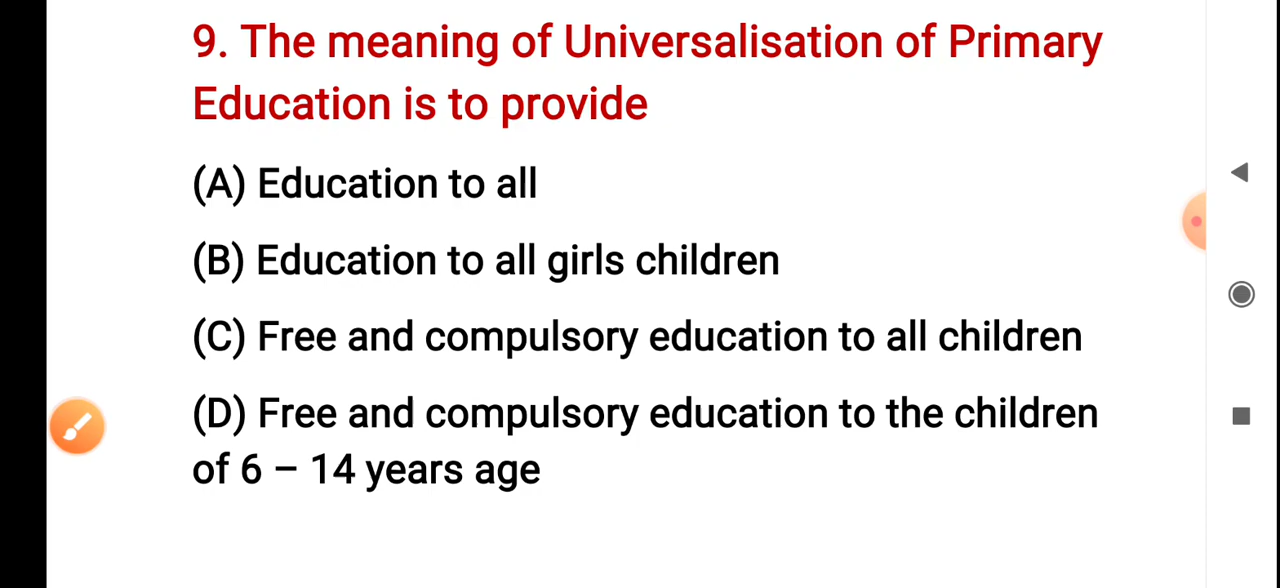 9. The meaning of Universalisation of Primary
Education is to provide
(A) Education to all
(B) Education to all girls children
(C) Free and compulsory education to all children
(D) Free and compulsory education to the children
of 6 – 14 years age